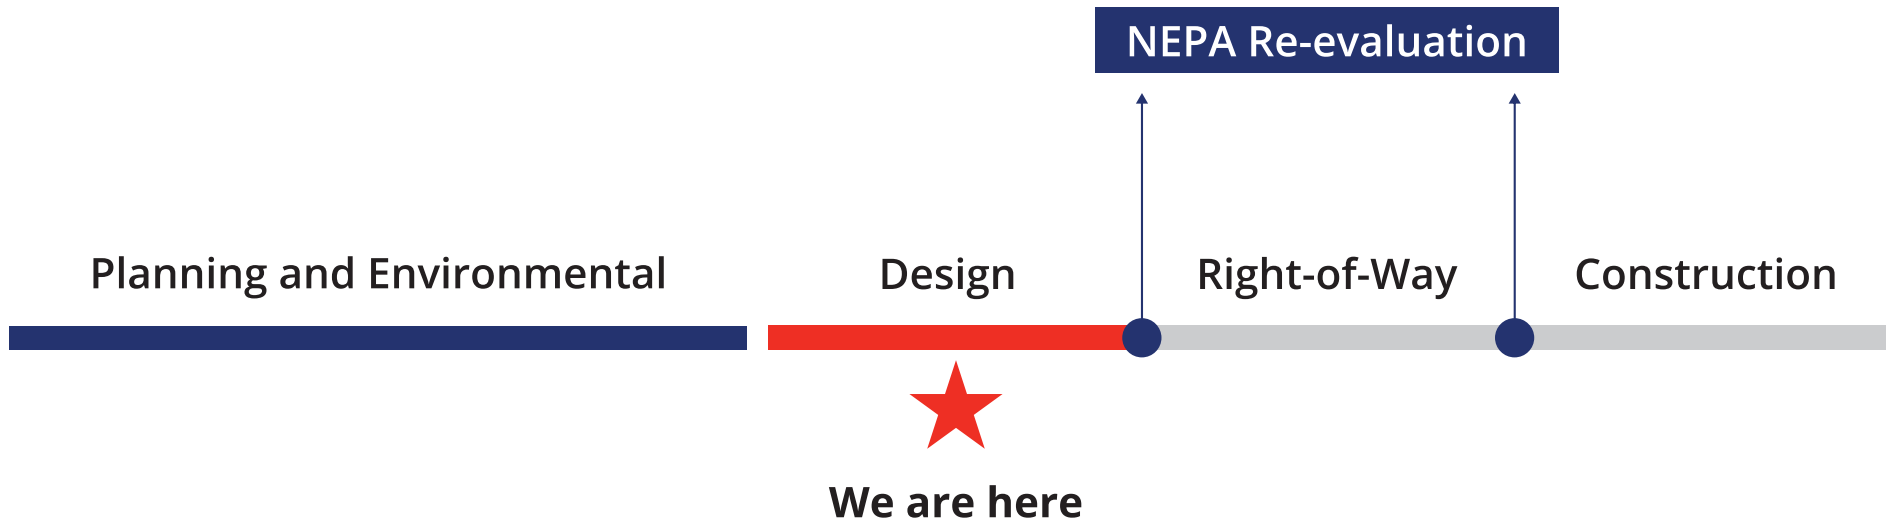 NEPA Re-evaluation
Planning and Environmental
Design
Right-of-Way
Construction
We are here